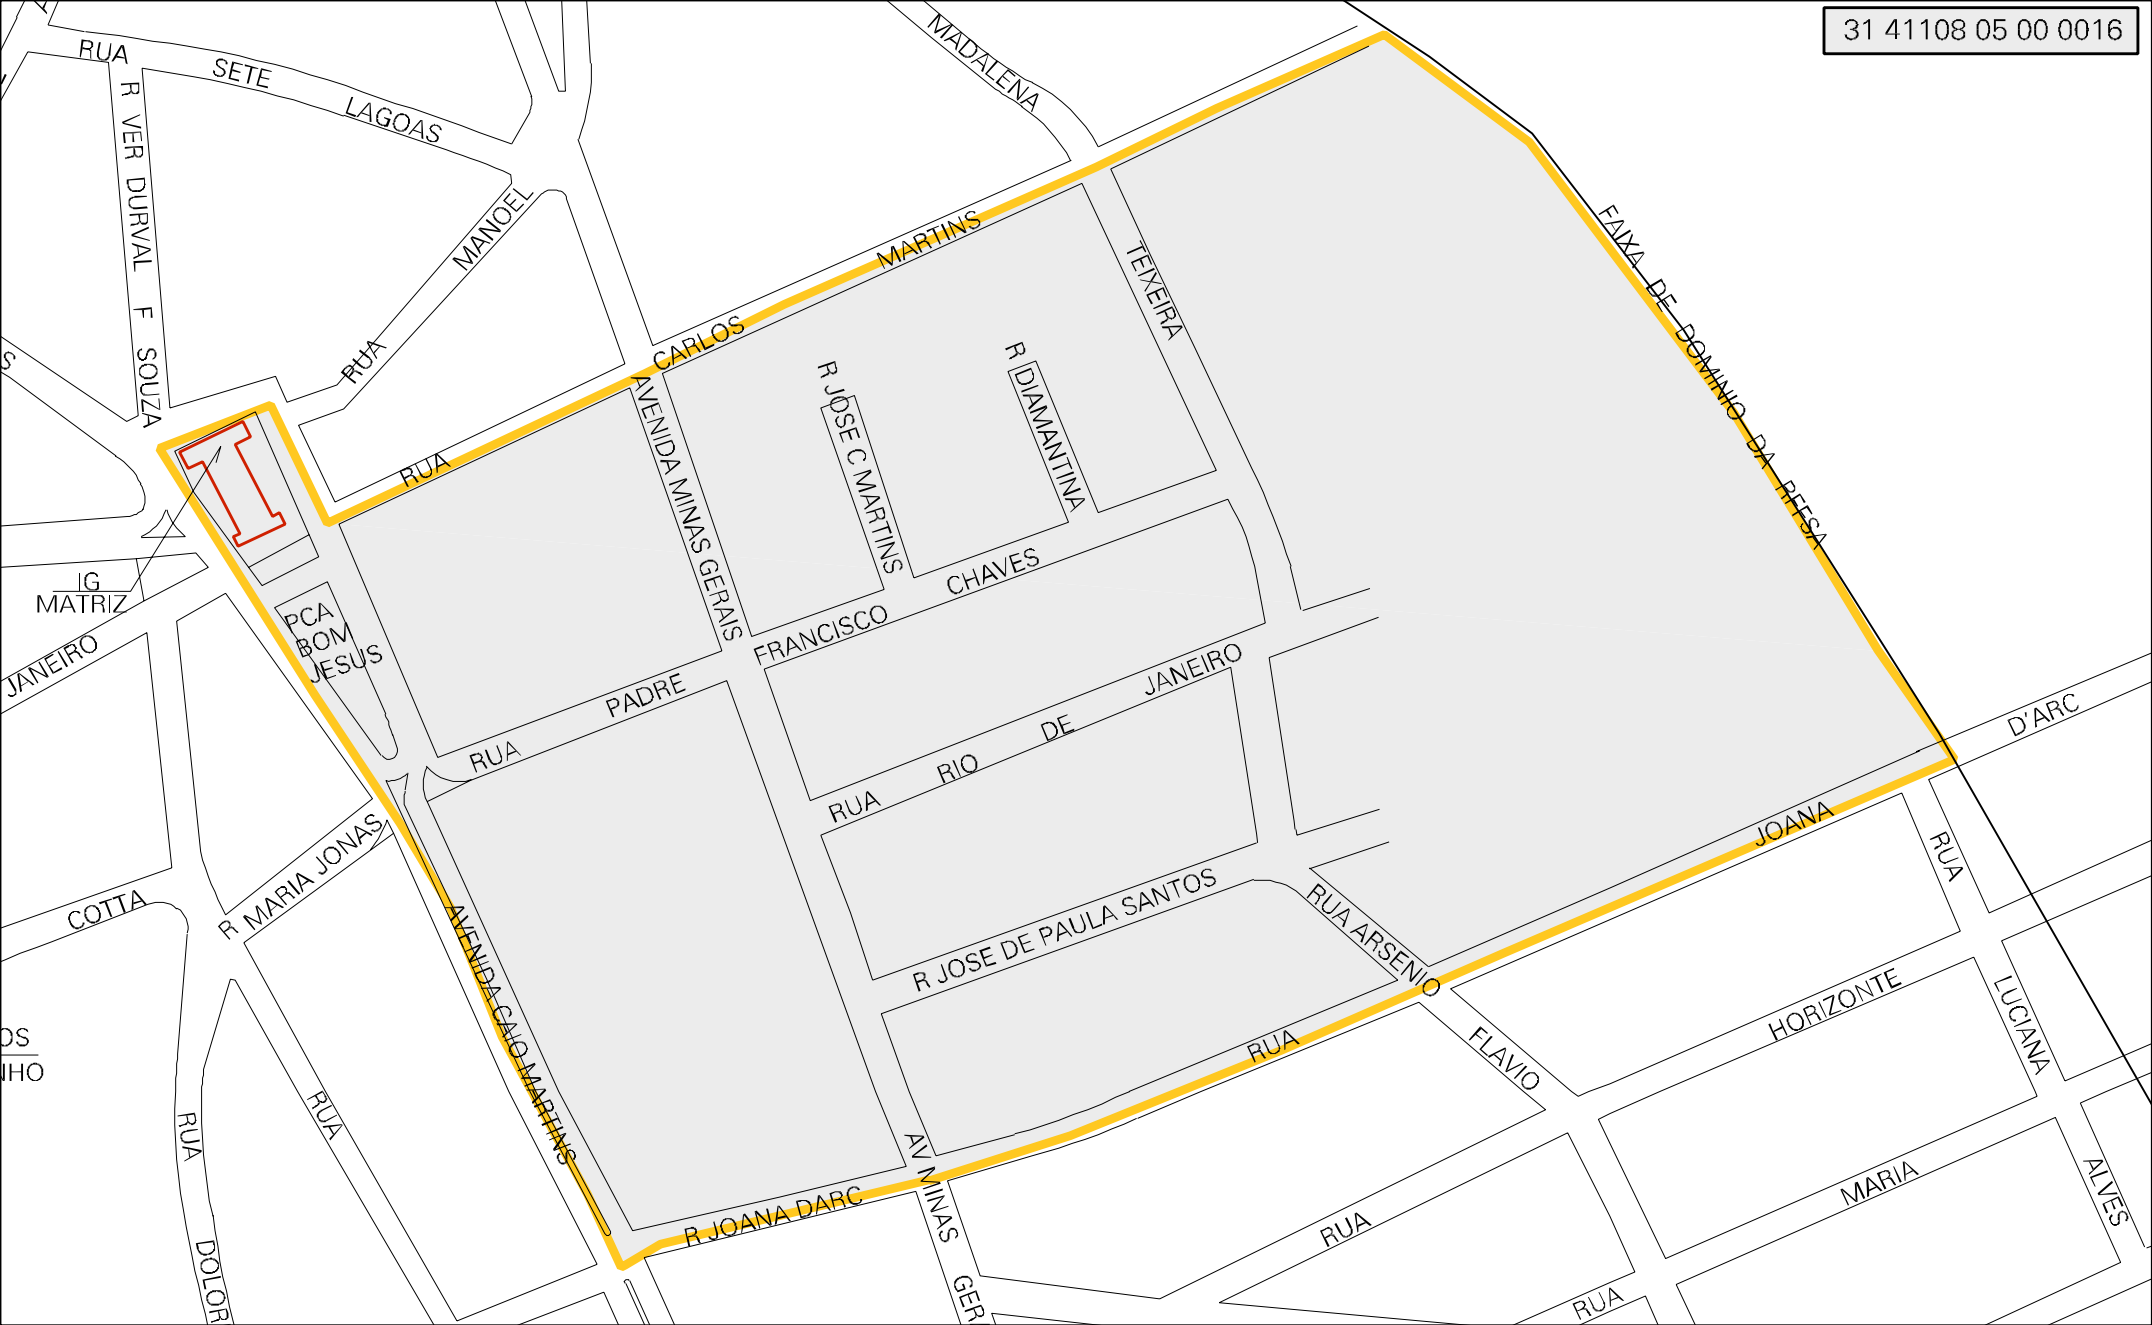 31 41108 05 00 0016
RUA SETE LAGOAS
R VER DURVAL F SOUZA
RUA MANOEL
MADALENA
RUA CARLOS MARTINS
TEIXEIRA
FAIXA DE DOMINIO DA RFFSA
AVENIDA MINAS GERAIS
R JOSE C MARTINS
R DIAMANTINA
S
IG
MATRIZ
PCA
BOM
JESUS
JANEIRO
RUA PADRE FRANCISCO CHAVES
RUA RIO DE JANEIRO
R JOSE DE PAULA SANTOS
RUA ARSENIO
FLAVIO
R MARIA JONAS
COTTA
AVENIDA CAIO MARTINS
RUA JOANA D'ARC
R JOANA DARC
AV MINAS GER
RUA LUCIANA ALVES
RUA HORIZONTE
RUA MARIA
OS
NHO
RUA DOLOR
RUA